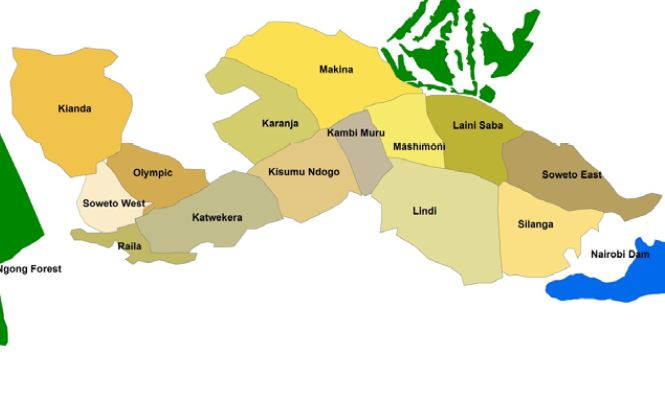 Makina
Kianda
Karanja
Kambi Muru
Laini Saba
Mashimoni
Olympic
Kisumu Ndogo
Soweto East
Soweto West
Katwekera
Lindi
Silanga
Raila
Nairobi Dam
Ngong Forest